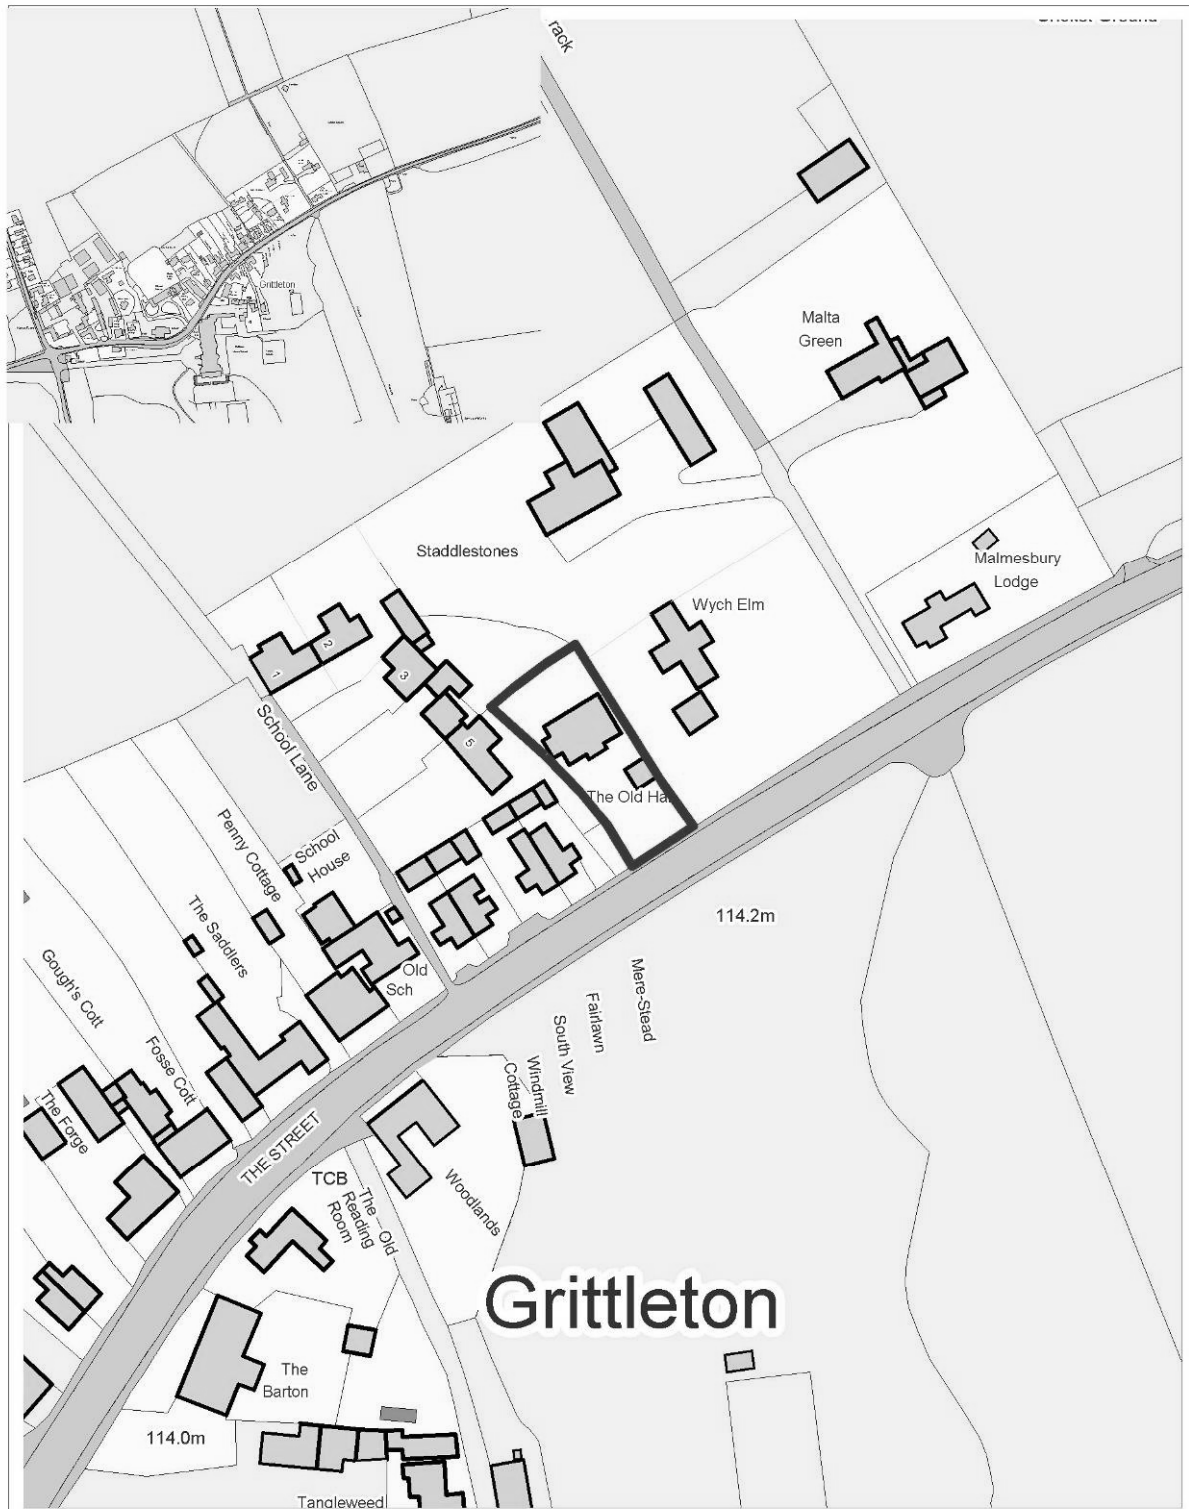 rack
Grittleton
Malta
Green
Staddlestones
Malmesbury
Lodge
Wych Elm
2
1
3
5
School Lane
The Old Ha
School
House
Penny Cottage
The Saddlers
114.2m
Gough's Cott
Old
Sch
Mere-Stead
Fairlawn
South View
Windmill
Cottage
Fosse Cott
The Forge
THE STREET
TCB
The Old
Reading
Room
Woodlands
Grittleton
The
Barton
114.0m
Tangleweed